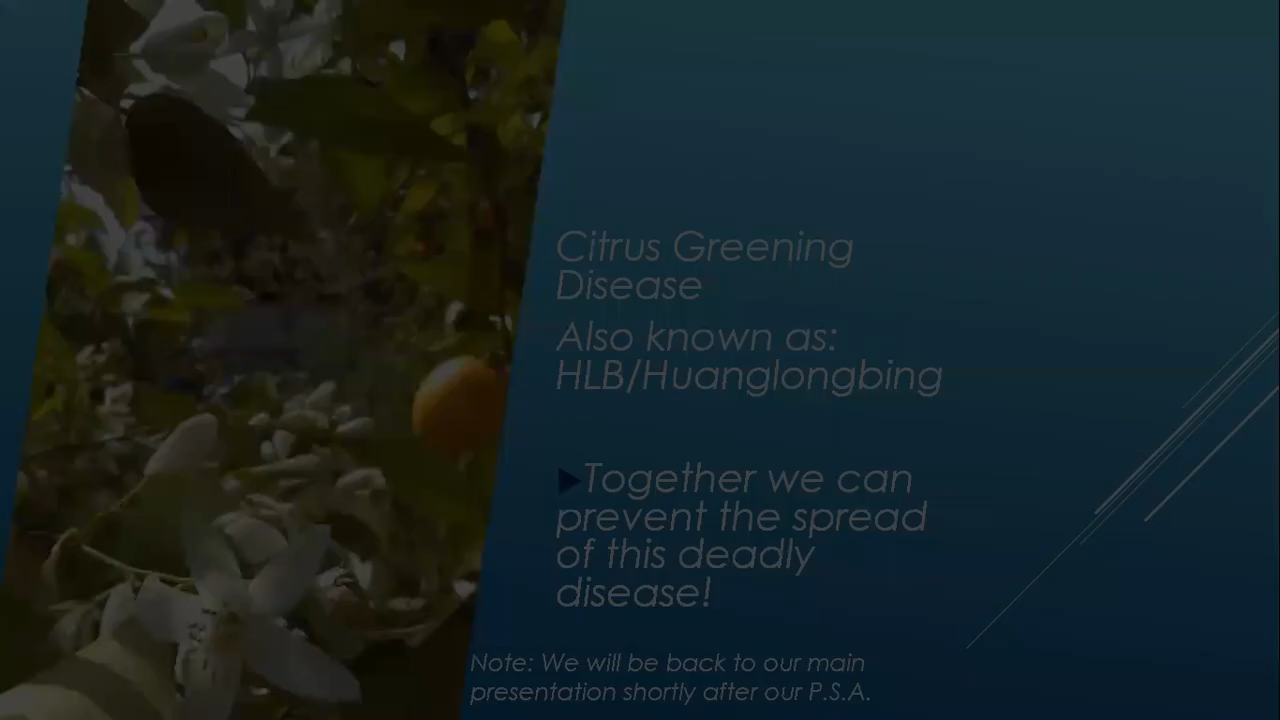 Citrus Greening
Disease
Also known as:
HLB/Huanglongbing
Together we can
prevent the spread
of this deadly
disease!
Note: We will be back to our main
presentation shortly after our P.S.A.